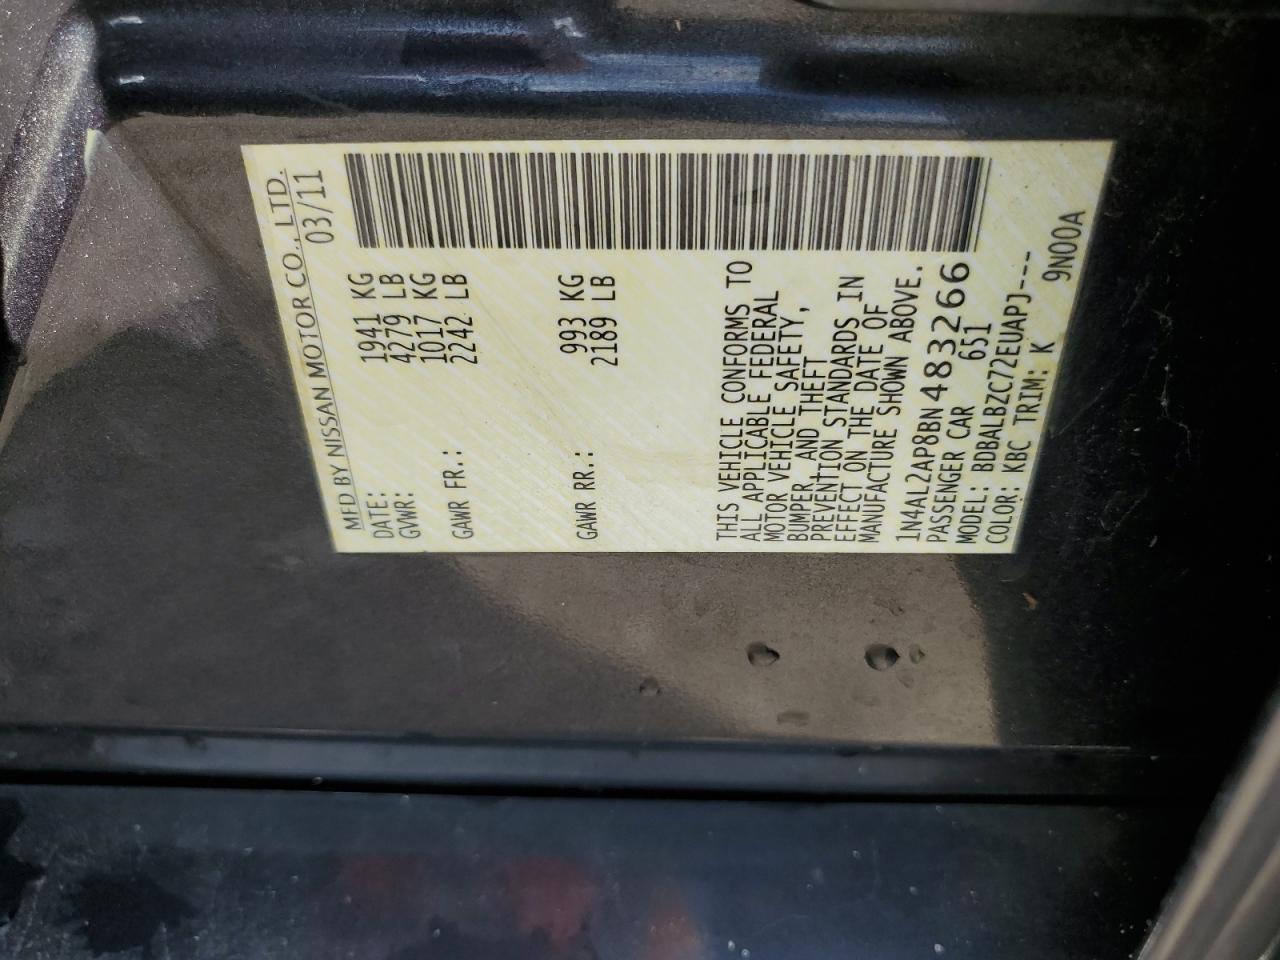 MFD BY NISSAN MOTOR CO., LTD.
DATE: 03/11
GVWR: 1941 KG
4279 LB
GAWR FR.: 1017 KG
2242 LB
GAWR RR.: 993 KG
2189 LB
THIS VEHICLE CONFORMS TO
ALL APPLICABLE FEDERAL
MOTOR VEHICLE SAFETY,
BUMPER, AND THEFT
PREVENTION STANDARDS IN
EFFECT ON THE DATE OF
MANUFACTURE SHOWN ABOVE.
1N4AL2AP8BN483266
PASSENGER CAR 651
MODEL: BDBALBZC72EUAPJ---
COLOR: KBC TRIM: K 9N00A